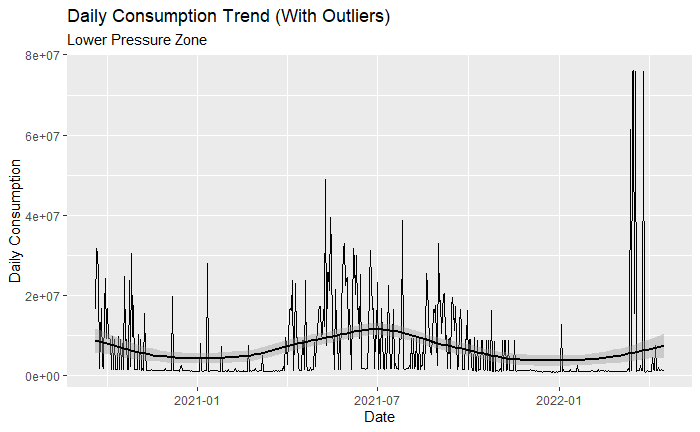 Daily Consumption Trend (With Outliers)
Lower Pressure Zone
8e+07
6e+07
4e+07
2e+07
0e+00
Daily Consumption
2021-01
2021-07
2022-01
Date